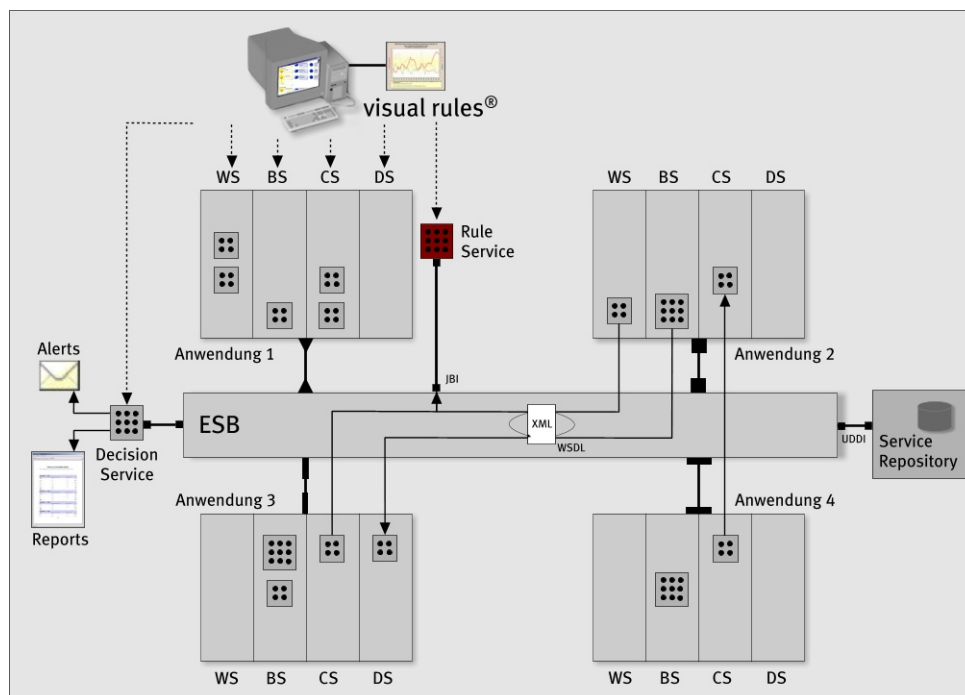 visual rules®
WS BS CS DS
WS BS CS DS
Rule
Service
Anwendung 1
Anwendung 2
Alerts
JBI
ESB
XML
WSDL
UDDI
Service
Repository
Decision
Service
Anwendung 3
Anwendung 4
Reports
WS BS CS DS
WS BS CS DS